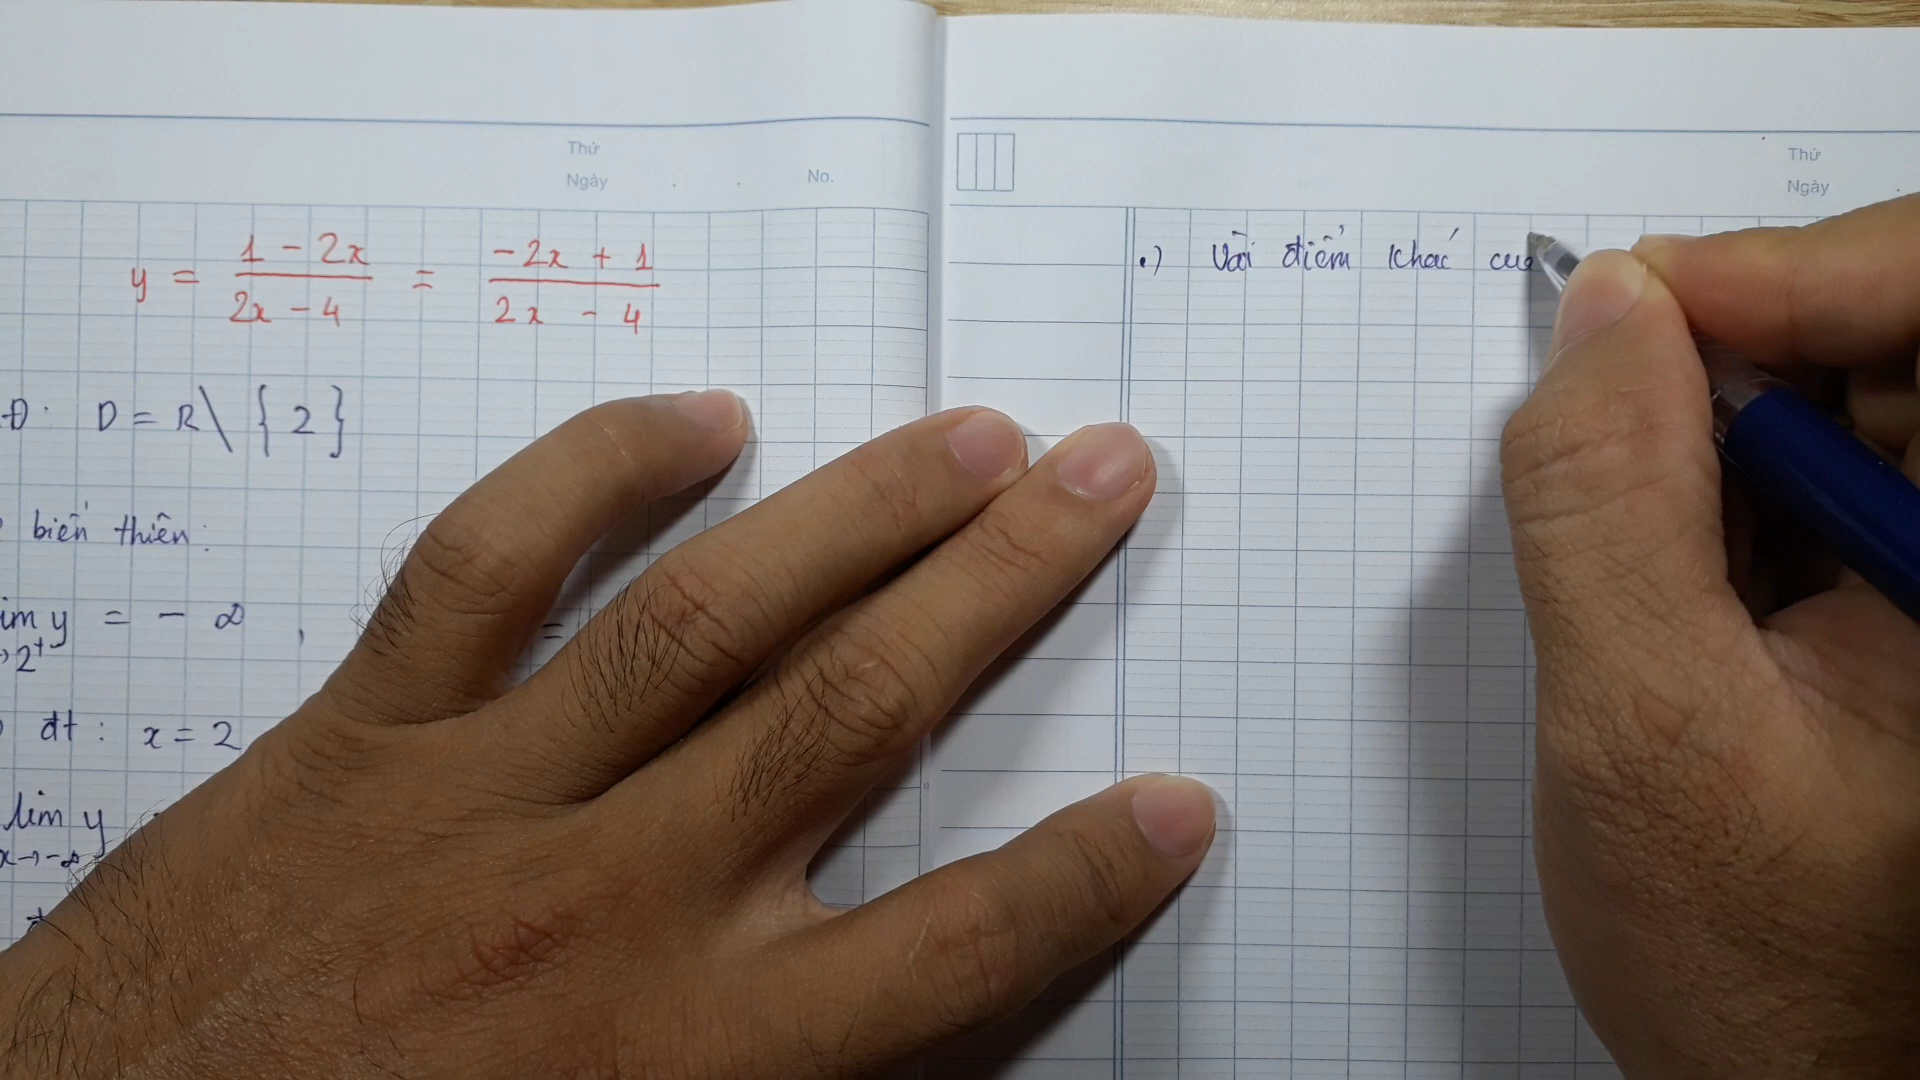 Thứ
Ngày
No.
y = 1 - 2x / 2x - 4 = -2x + 1 / 2x - 4
Đ: D = R \ { 2 }
biến thiên:
lim y = - ∞ , =
→ 2⁺
đt: x = 2
lim y
x → -∞
Thứ
Ngày
.) Vài điểm khác